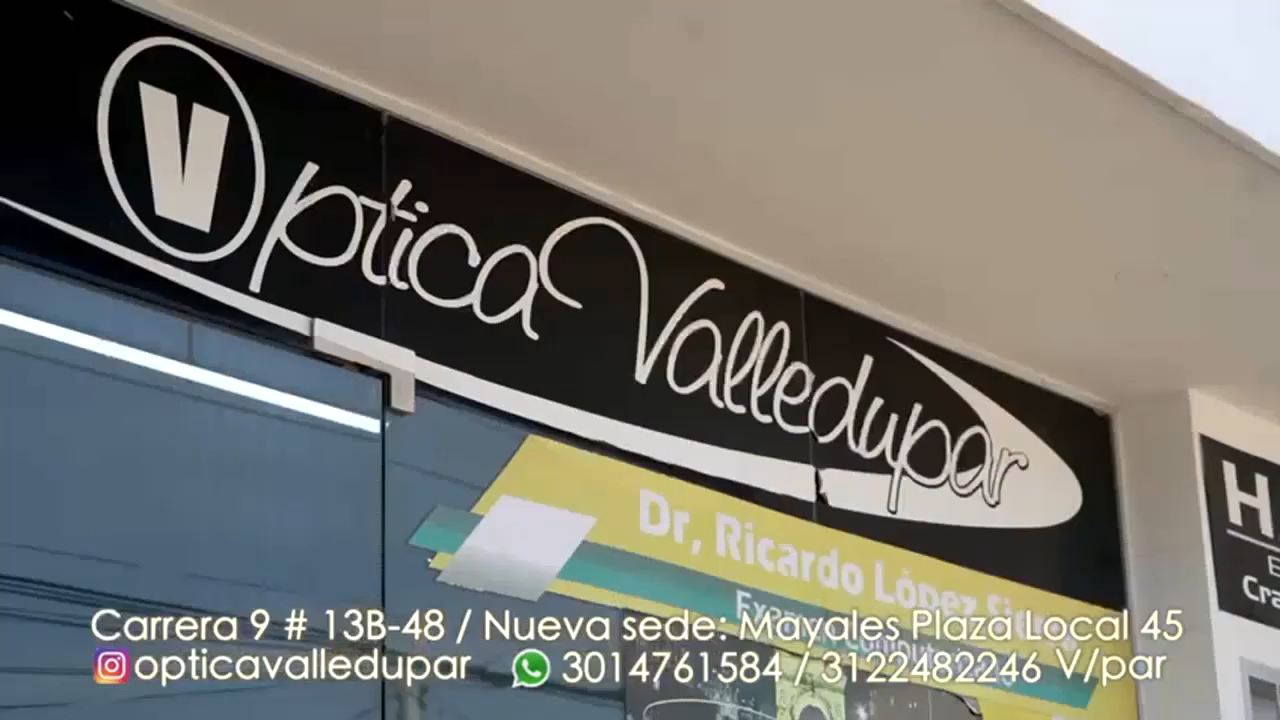 V
Optica Valledupar
Dr, Ricardo López
H
Cra
Carrera 9 # 13B-48 / Nueva sede: Mayales Plaza Local 45
opticavalledupar 3014761584 / 3122482246 V/par